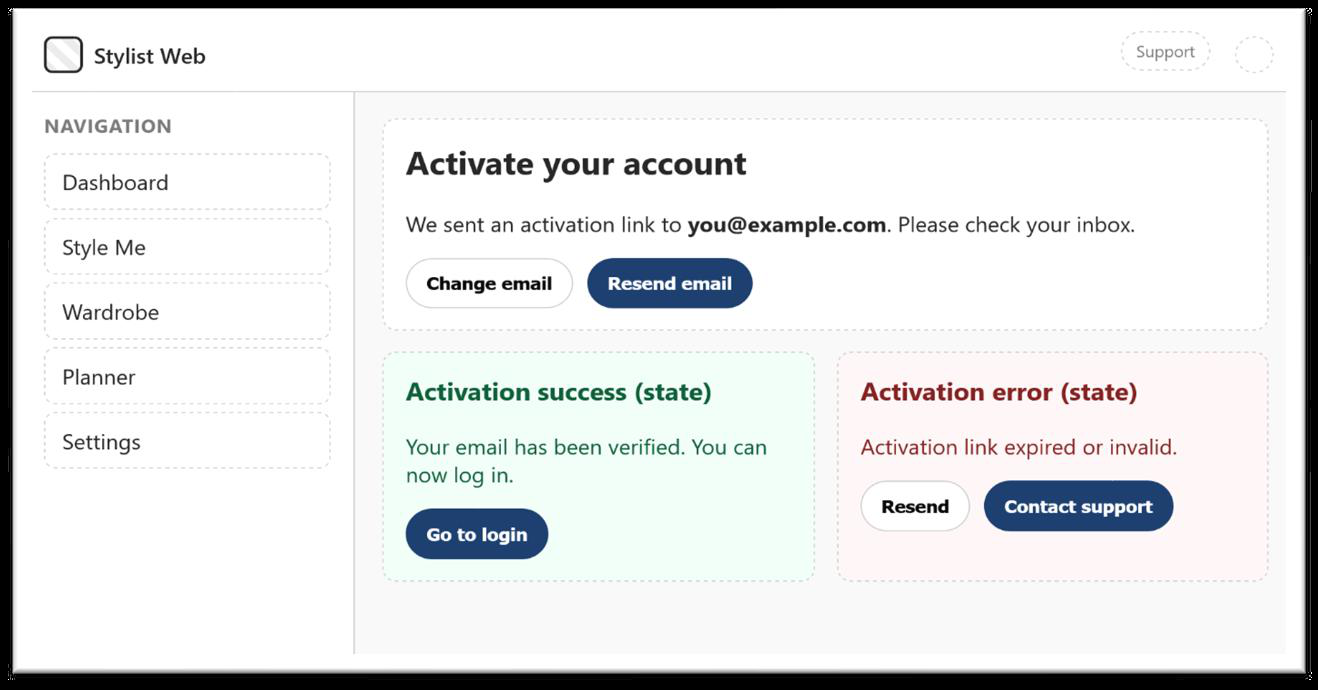 Stylist Web
Support
NAVIGATION
Dashboard
Style Me
Wardrobe
Planner
Settings
Activate your account
We sent an activation link to you@example.com. Please check your inbox.
Change email
Resend email
Activation success (state)
Your email has been verified. You can
now log in.
Go to login
Activation error (state)
Activation link expired or invalid.
Resend
Contact support